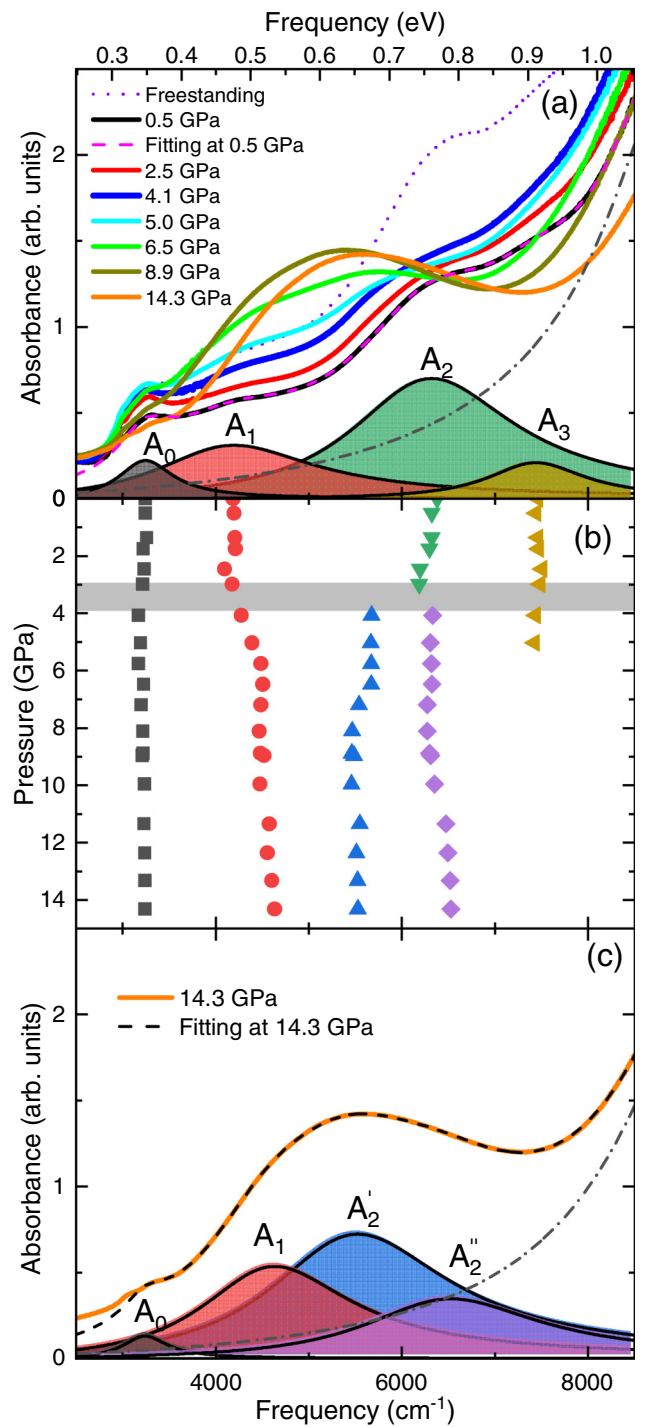 Frequency (eV)
0.3 0.4 0.5 0.6 0.7 0.8 0.9 1.0
(a)
Freestanding
0.5 GPa
Fitting at 0.5 GPa
2.5 GPa
4.1 GPa
5.0 GPa
6.5 GPa
8.9 GPa
14.3 GPa
Absorbance (arb. units)
2
1
0
A₀
A₁
A₂
A₃
(b)
Pressure (GPa)
2
4
6
8
10
12
14
(c)
14.3 GPa
Fitting at 14.3 GPa
Absorbance (arb. units)
2
1
0
A₀
A₁
A₂'
A₂''
4000 6000 8000
Frequency (cm⁻¹)